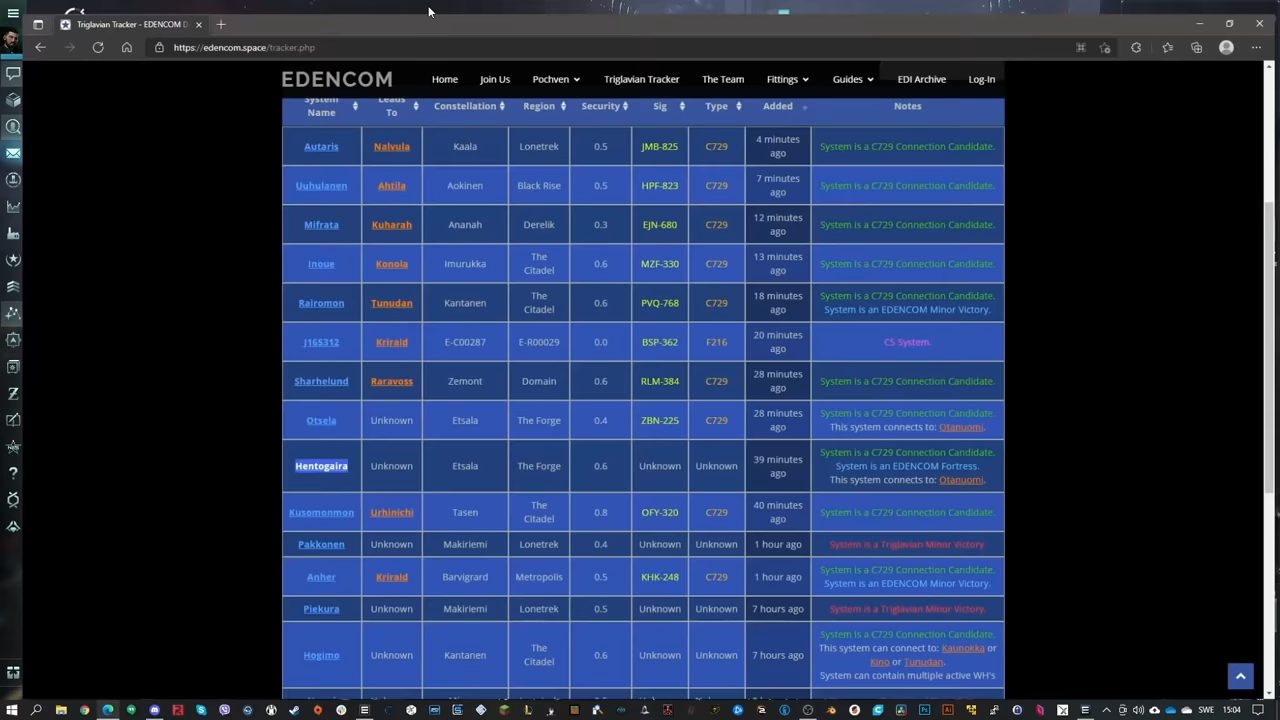 Triglavian Tracker - EDENCOM D
https://edencom.space/tracker.php
EDENCOM Home Join Us Pochven Triglavian Tracker The Team Fittings Guides EDI Archive Log-In
System Name Leads To Constellation Region Security Sig Type Added Notes
Autaris Nalvula Kaala Lonetrek 0.5 JMB-825 C729 4 minutes ago System is a C729 Connection Candidate.
Uuhulanen Ahtila Aokinen Black Rise 0.5 HPF-823 C729 7 minutes ago System is a C729 Connection Candidate.
Mifrata Kuharah Ananah Derelik 0.3 EJN-680 C729 12 minutes ago System is a C729 Connection Candidate.
Inoue Konola Imurukka The Citadel 0.6 MZF-330 C729 13 minutes ago System is a C729 Connection Candidate.
Rairomon Tunudan Kantanen The Citadel 0.6 PVQ-768 C729 18 minutes ago System is a C729 Connection Candidate.
System is an EDENCOM Minor Victory.
J165312 Krirald E-C00287 E-R00029 0.0 BSP-362 F216 20 minutes ago C5 System.
Sharhelund Raravoss Zemont Domain 0.6 RLM-384 C729 28 minutes ago System is a C729 Connection Candidate.
Otsela Unknown Etsala The Forge 0.4 ZBN-225 C729 28 minutes ago System is a C729 Connection Candidate.
This system connects to: Otanuomi.
Hentogaira Unknown Etsala The Forge 0.6 Unknown Unknown 39 minutes ago System is a C729 Connection Candidate.
System is an EDENCOM Fortress.
This system connects to: Otanuomi.
Kusomonmon Urhinichi Tasen The Citadel 0.8 OFY-320 C729 40 minutes ago System is a C729 Connection Candidate.
Pakkonen Unknown Makiriemi Lonetrek 0.4 Unknown Unknown 1 hour ago System is a Triglavian Minor Victory.
Anher Krirald Barvigrard Metropolis 0.5 KHK-248 C729 1 hour ago System is a C729 Connection Candidate.
System is an EDENCOM Minor Victory.
Piekura Unknown Makiriemi Lonetrek 0.5 Unknown Unknown 7 hours ago System is a Triglavian Minor Victory.
Hogimo Unknown Kantanen The Citadel 0.6 Unknown Unknown 7 hours ago System is a C729 Connection Candidate.
This system can connect to: Kaunokka or
Kino or Tunudan.
System can contain multiple active WH's
SWE 15:04